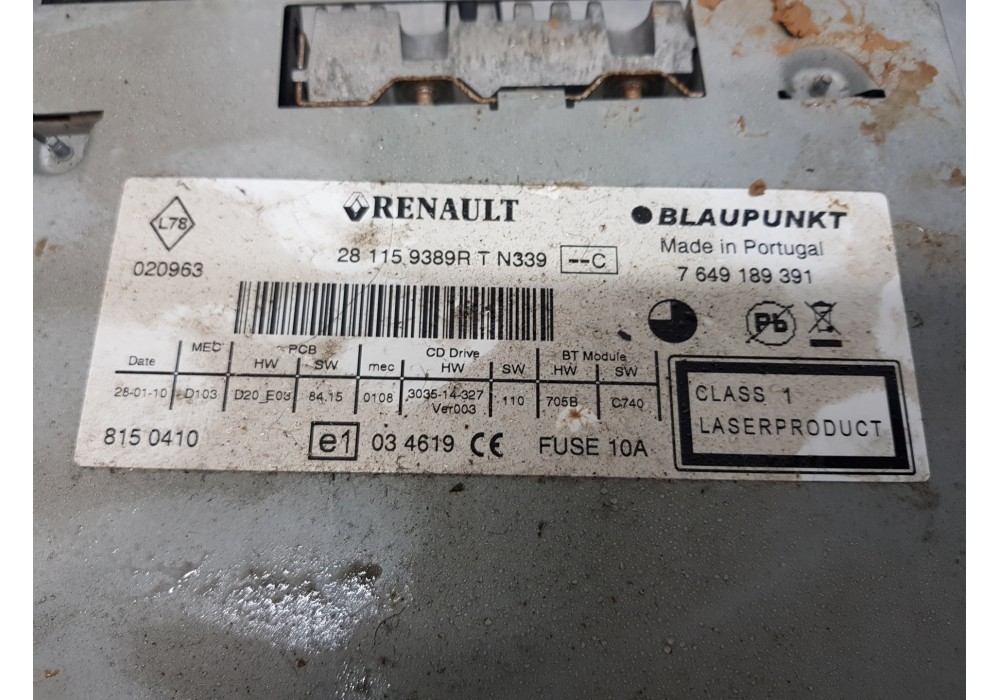 L78
RENAULT
BLAUPUNKT
020963
28 115 9389R T N339 --C
Made in Portugal
7 649 189 391
Pb
Date MEC PCB CD Drive BT Module
HW SW mec HW SW HW SW
28-01-10 D103 D20_E03 84.15 0108 3035-14-327 110 705B C740
Ver003
CLASS 1
LASERPRODUCT
815 0410
e1 03 4619 CE FUSE 10A